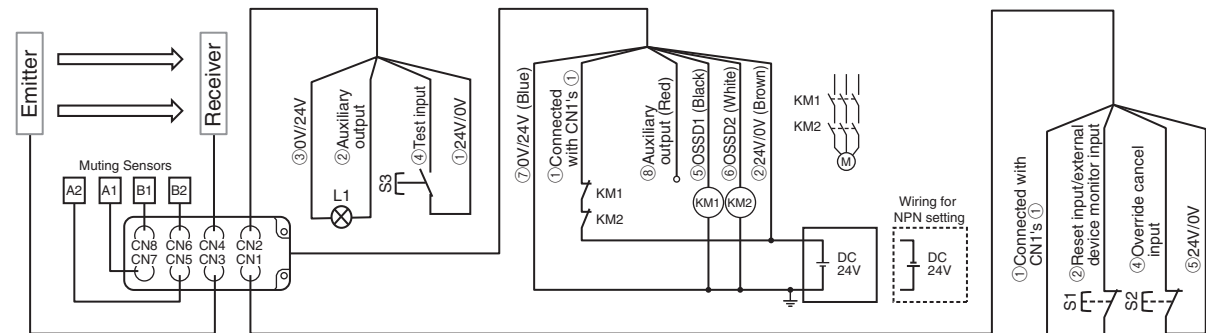 Emitter
Receiver
Muting Sensors
A2
A1
B1
B2
CN8
CN6
CN4
CN2
CN7
CN5
CN3
CN1
③0V/24V
②Auxiliary
output
④Test input
①24V/0V
L1
S3
⑦0V/24V (Blue)
①Connected
with CN1's ①
⑧Auxiliary
output (Red)
⑤OSSD1 (Black)
⑥OSSD2 (White)
②24V/0V (Brown)
KM1
KM2
KM1
KM2
KM1
KM2
M
DC
24V
Wiring for
NPN setting
DC
24V
①Connected with
CN1's ①
②Reset input/external
device monitor input
④Override cancel
input
⑤24V/0V
S1
S2